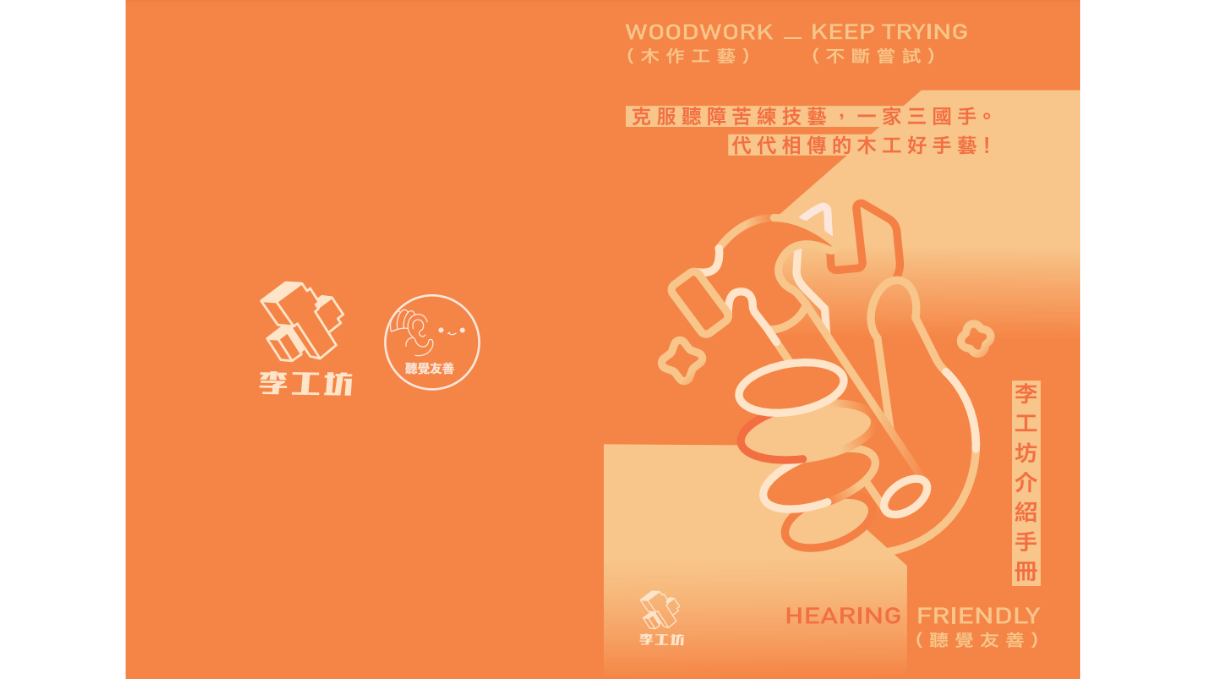 WOODWORK — KEEP TRYING
(木作工藝) (不斷嘗試)
克服聽障苦練技藝，一家三國手。
代代相傳的木工好手藝！
李工坊
聽覺友善
李工坊介紹手冊
李工坊
HEARING FRIENDLY
(聽覺友善)